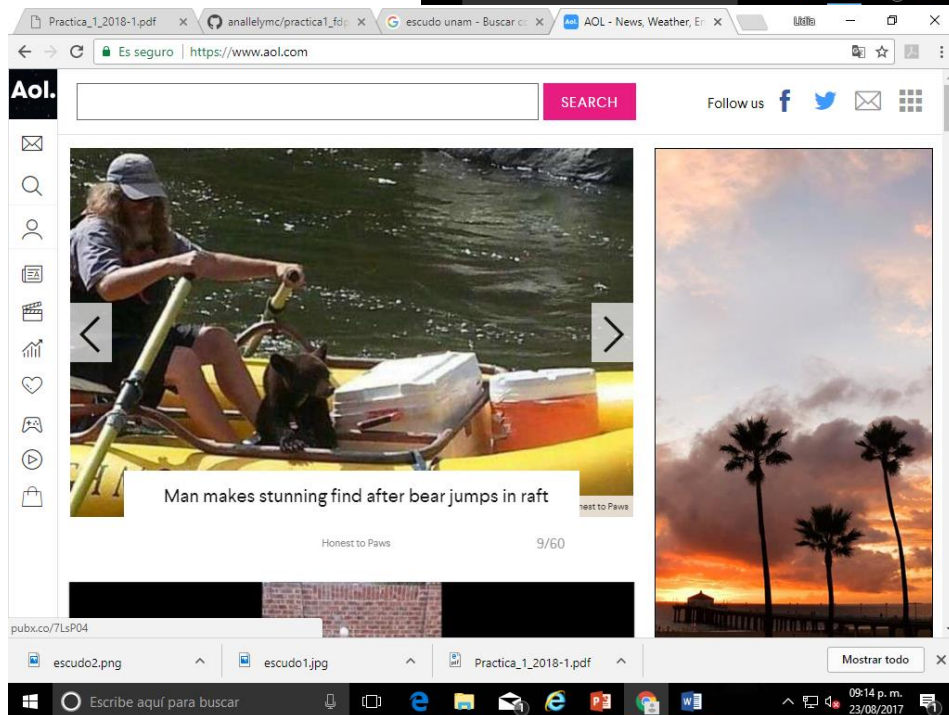 Practica_1_2018-1.pdf
anallelymc/practica1_fdp
escudo unam - Buscar co
AOL - News, Weather, En
Es seguro | https://www.aol.com
Aol.
SEARCH
Follow us
Man makes stunning find after bear jumps in raft
nest to Paws
Honest to Paws
9/60
pubx.co/7LsP04
escudo2.png
escudo1.jpg
Practica_1_2018-1.pdf
Mostrar todo
Escribe aquí para buscar
09:14 p. m.
23/08/2017